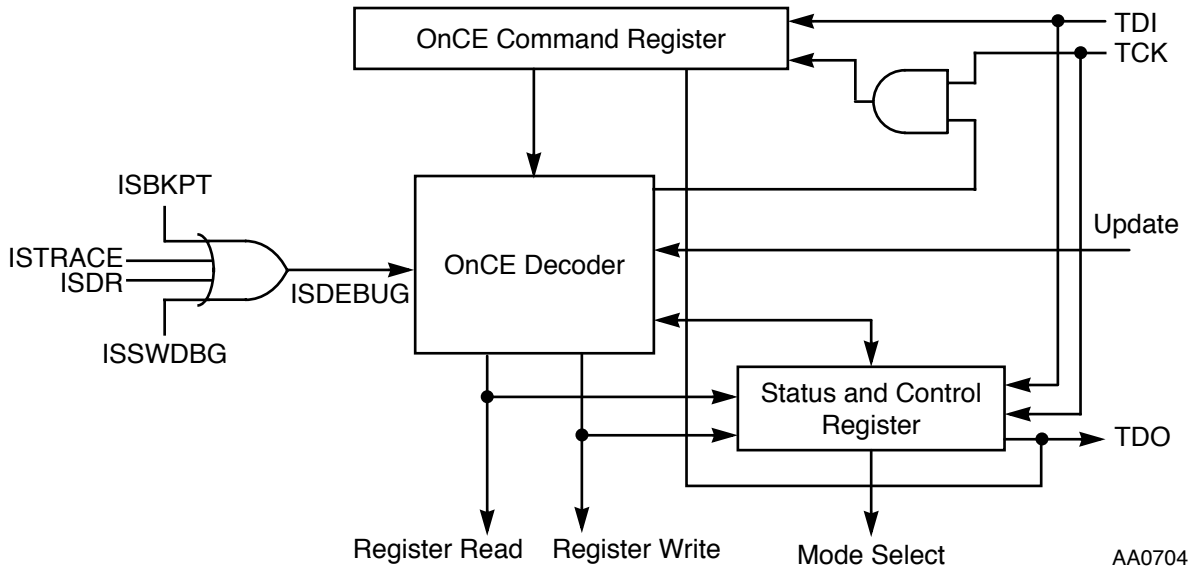 OnCE Command Register
TDI
TCK
ISBKPT
ISTRACE
ISDR
ISDEBUG
ISSWDBG
OnCE Decoder
Update
Status and Control
Register
TDO
Register Read
Register Write
Mode Select
AA0704